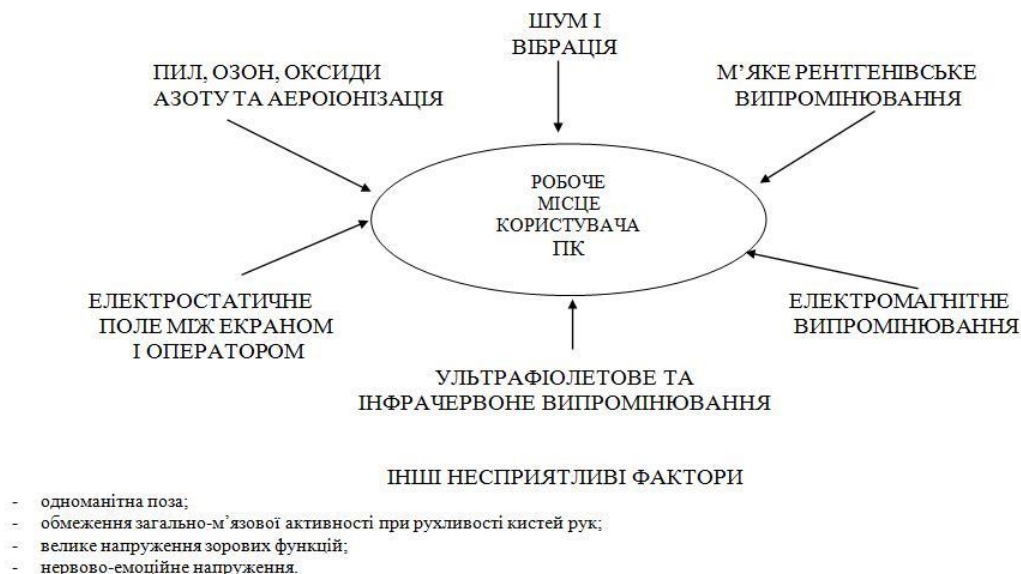 ШУМ І
ВІБРАЦІЯ
ПИЛ, ОЗОН, ОКСИДИ
АЗОТУ ТА АЕРОІОНІЗАЦІЯ
М’ЯКЕ РЕНТГЕНІВСЬКЕ
ВИПРОМІНЮВАННЯ
РОБОЧЕ
МІСЦЕ
КОРИСТУВАЧА
ПК
ЕЛЕКТРОСТАТИЧНЕ
ПОЛЕ МІЖ ЕКРАНОМ
І ОПЕРАТОРОМ
ЕЛЕКТРОМАГНІТНЕ
ВИПРОМІНЮВАННЯ
УЛЬТРАФІОЛЕТОВЕ ТА
ІНФРАЧЕРВОНЕ ВИПРОМІНЮВАННЯ
ІНШІ НЕСПРИЯТЛИВІ ФАКТОРИ
- одноманітна поза;
- обмеження загально-м’язової активності при рухливості кистей рук;
- велике напруження зорових функцій;
- нервово-емоційне напруження.